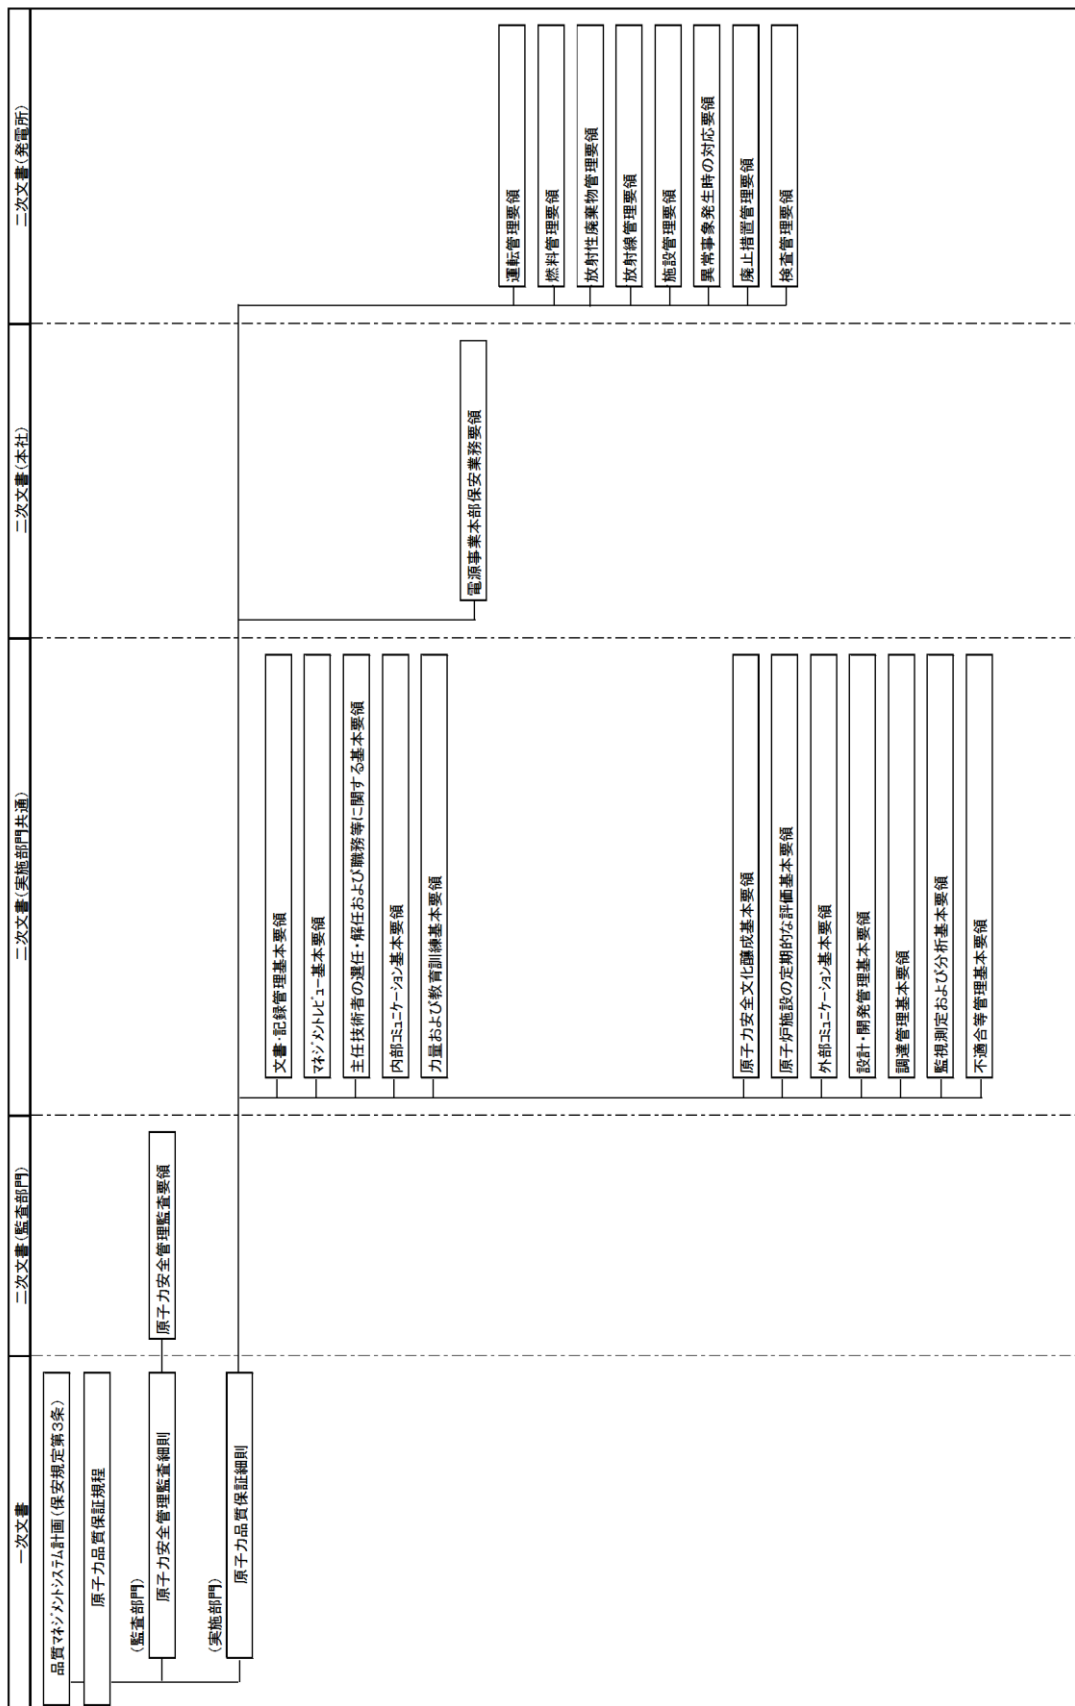 一次文書
品質マネジメントシステム計画(保安規定第3条)
原子力品質保証規程
(監査部門)
原子力安全管理監査細則
(実施部門)
原子力品質保証細則
二次文書(監査部門)
原子力安全管理監査要領
二次文書(実施部門共通)
文書・記録管理基本要領
マネジメントレビュー基本要領
主任技術者の選任・解任および職務等に関する基本要領
内部コミュニケーション基本要領
力量および教育訓練基本要領
原子力安全文化醸成基本要領
原子炉施設の定期的な評価基本要領
外部コミュニケーション基本要領
設計・開発管理基本要領
調達管理基本要領
監視測定および分析基本要領
不適合等管理基本要領
二次文書(本社)
電源事業本部保安業務要領
二次文書(発電所)
運転管理要領
燃料管理要領
放射性廃棄物管理要領
放射線管理要領
施設管理要領
異常事象発生時の対応要領
廃止措置管理要領
検査管理要領